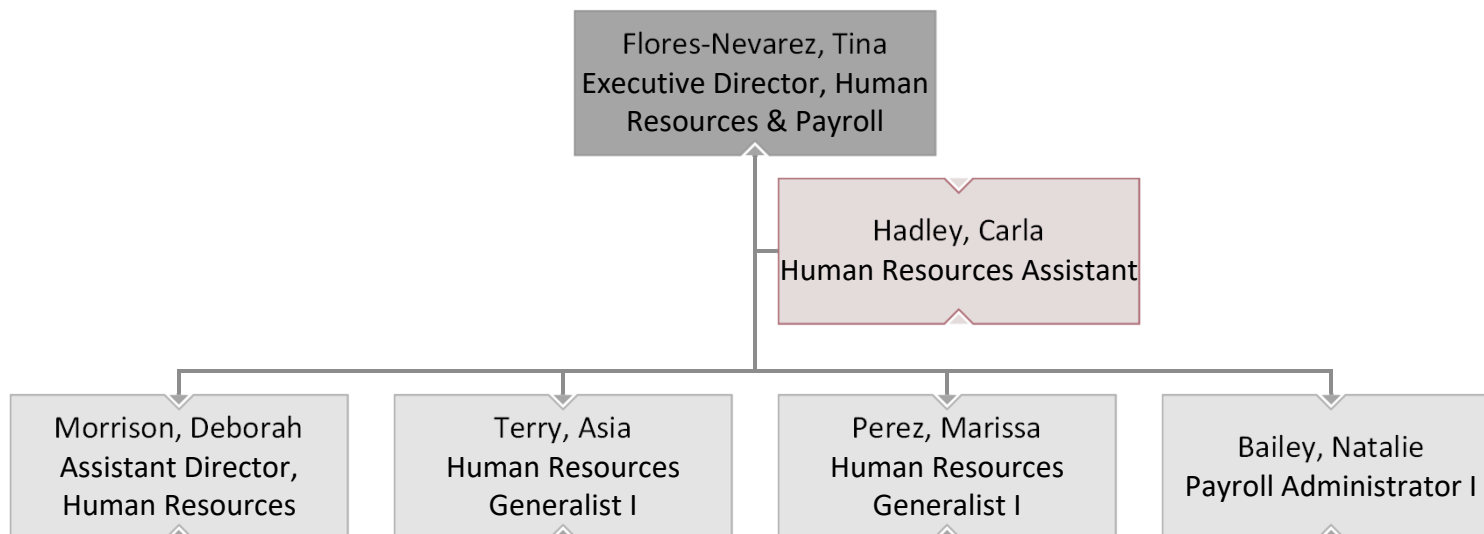 Flores-Nevarez, Tina
Executive Director, Human
Resources & Payroll
Hadley, Carla
Human Resources Assistant
Morrison, Deborah
Assistant Director,
Human Resources
Terry, Asia
Human Resources
Generalist I
Perez, Marissa
Human Resources
Generalist I
Bailey, Natalie
Payroll Administrator I